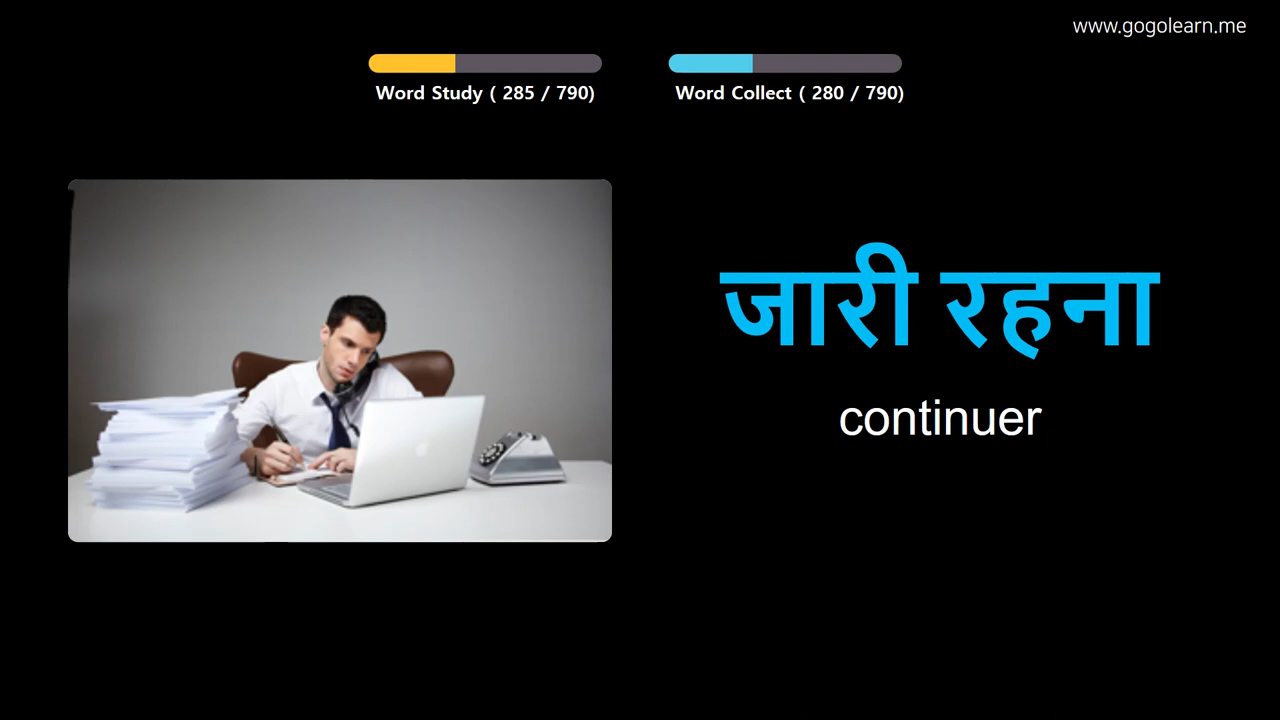 www.gogolearn.me
Word Study ( 285 / 790)
Word Collect ( 280 / 790)
जारी रहना
continuer